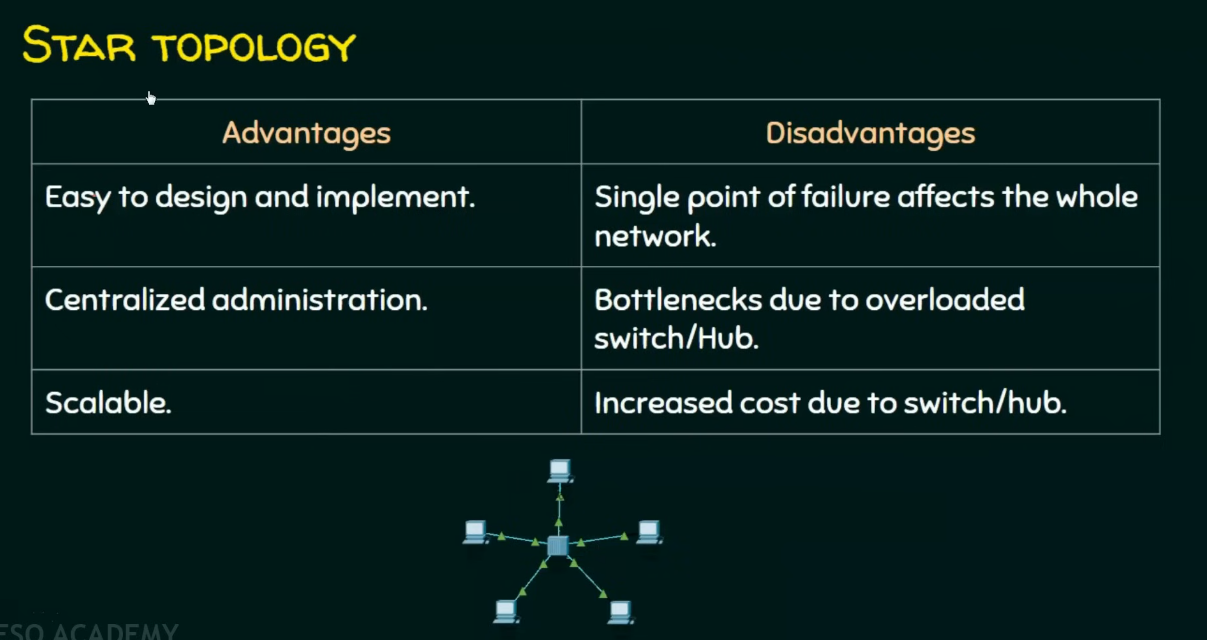 STAR TOPOLOGY
Advantages
Disadvantages
Easy to design and implement.
Single point of failure affects the whole
network.
Centralized administration.
Bottlenecks due to overloaded
switch/Hub.
Scalable.
Increased cost due to switch/hub.
ESO ACADEMY